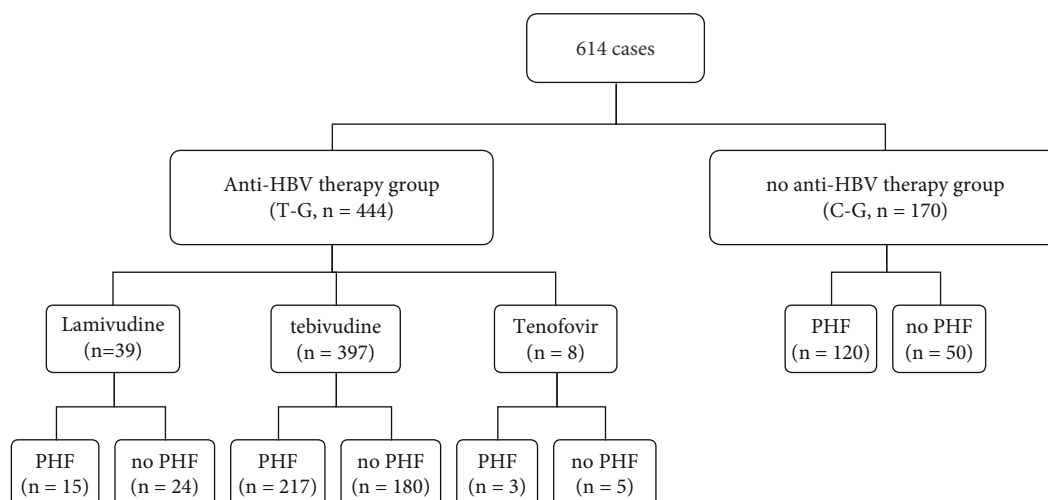 614 cases
Anti-HBV therapy group
(T-G, n = 444)
no anti-HBV therapy group
(C-G, n = 170)
Lamivudine
(n=39)
tebivudine
(n = 397)
Tenofovir
(n = 8)
PHF
(n = 120)
no PHF
(n = 50)
PHF
(n = 15)
no PHF
(n = 24)
PHF
(n = 217)
no PHF
(n = 180)
PHF
(n = 3)
no PHF
(n = 5)